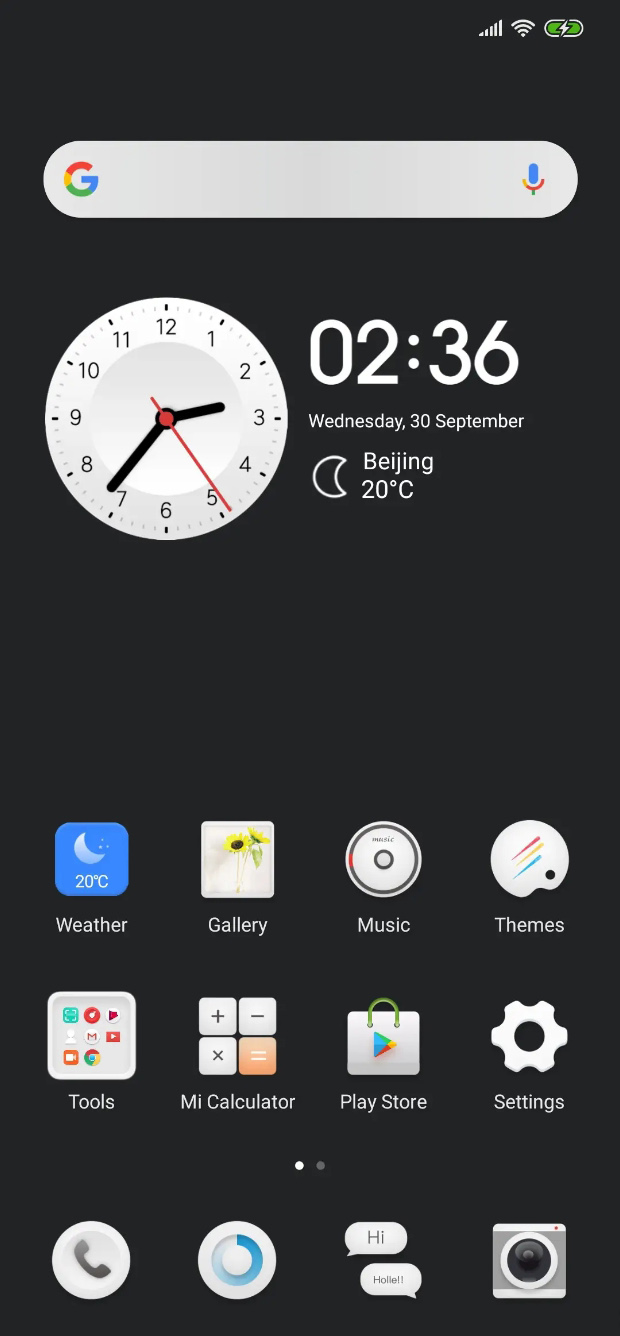 12
11 1
10 2
9 3
8 4
7 5
6
02:36
Wednesday, 30 September
Beijing
20°C
music
20℃
Weather
Gallery
Music
Themes
Tools
Mi Calculator
Play Store
Settings
Hi
Holle!!